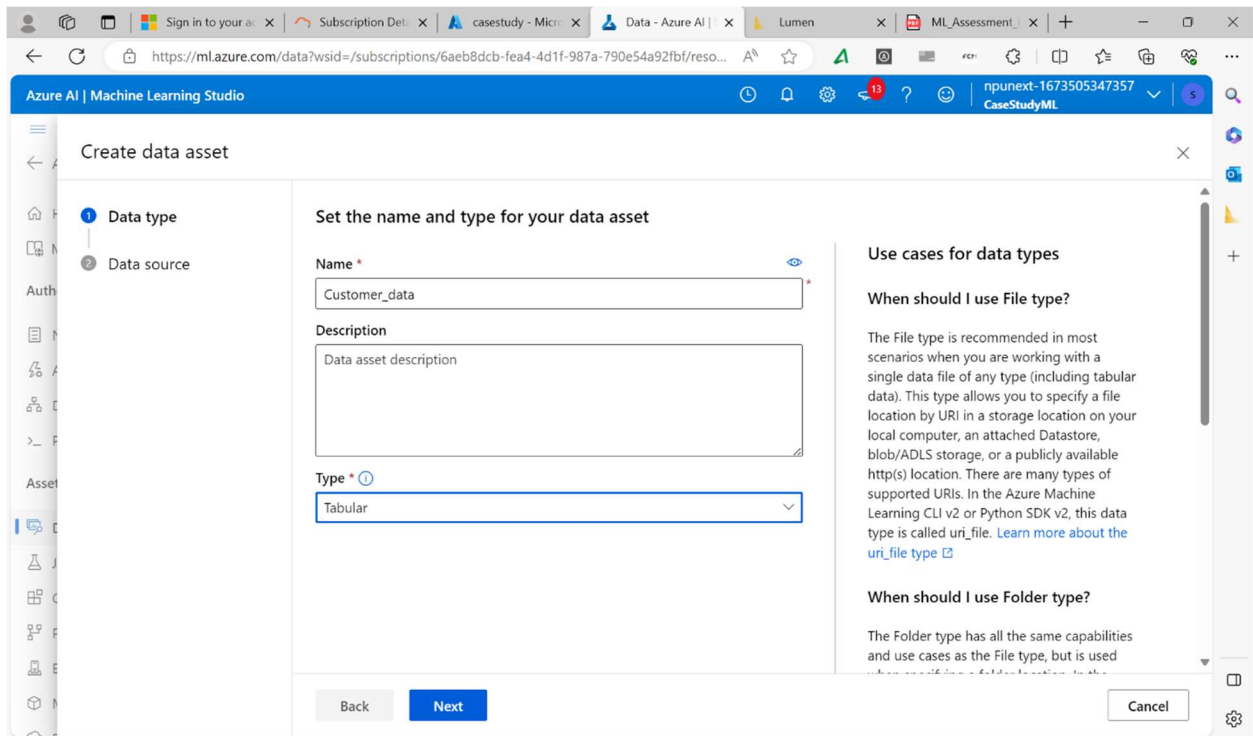 Sign in to your ac
Subscription Deta
casestudy - Micro
Data - Azure AI |
Lumen
ML_Assessment_
https://ml.azure.com/data?wsid=/subscriptions/6aeb8dcb-fea4-4d1f-987a-790e54a92fbf/reso...
Azure AI | Machine Learning Studio
13
npunext-1673505347357
CaseStudyML
S
Create data asset
1 Data type
2 Data source
Auth
Asset
Set the name and type for your data asset
Name *
Customer_data
*
Description
Data asset description
Type *
Tabular
Use cases for data types
When should I use File type?
The File type is recommended in most
scenarios when you are working with a
single data file of any type (including tabular
data). This type allows you to specify a file
location by URI in a storage location on your
local computer, an attached Datastore,
blob/ADLS storage, or a publicly available
http(s) location. There are many types of
supported URIs. In the Azure Machine
Learning CLI v2 or Python SDK v2, this data
type is called uri_file. Learn more about the
uri_file type
When should I use Folder type?
The Folder type has all the same capabilities
and use cases as the File type, but is used
Back
Next
Cancel